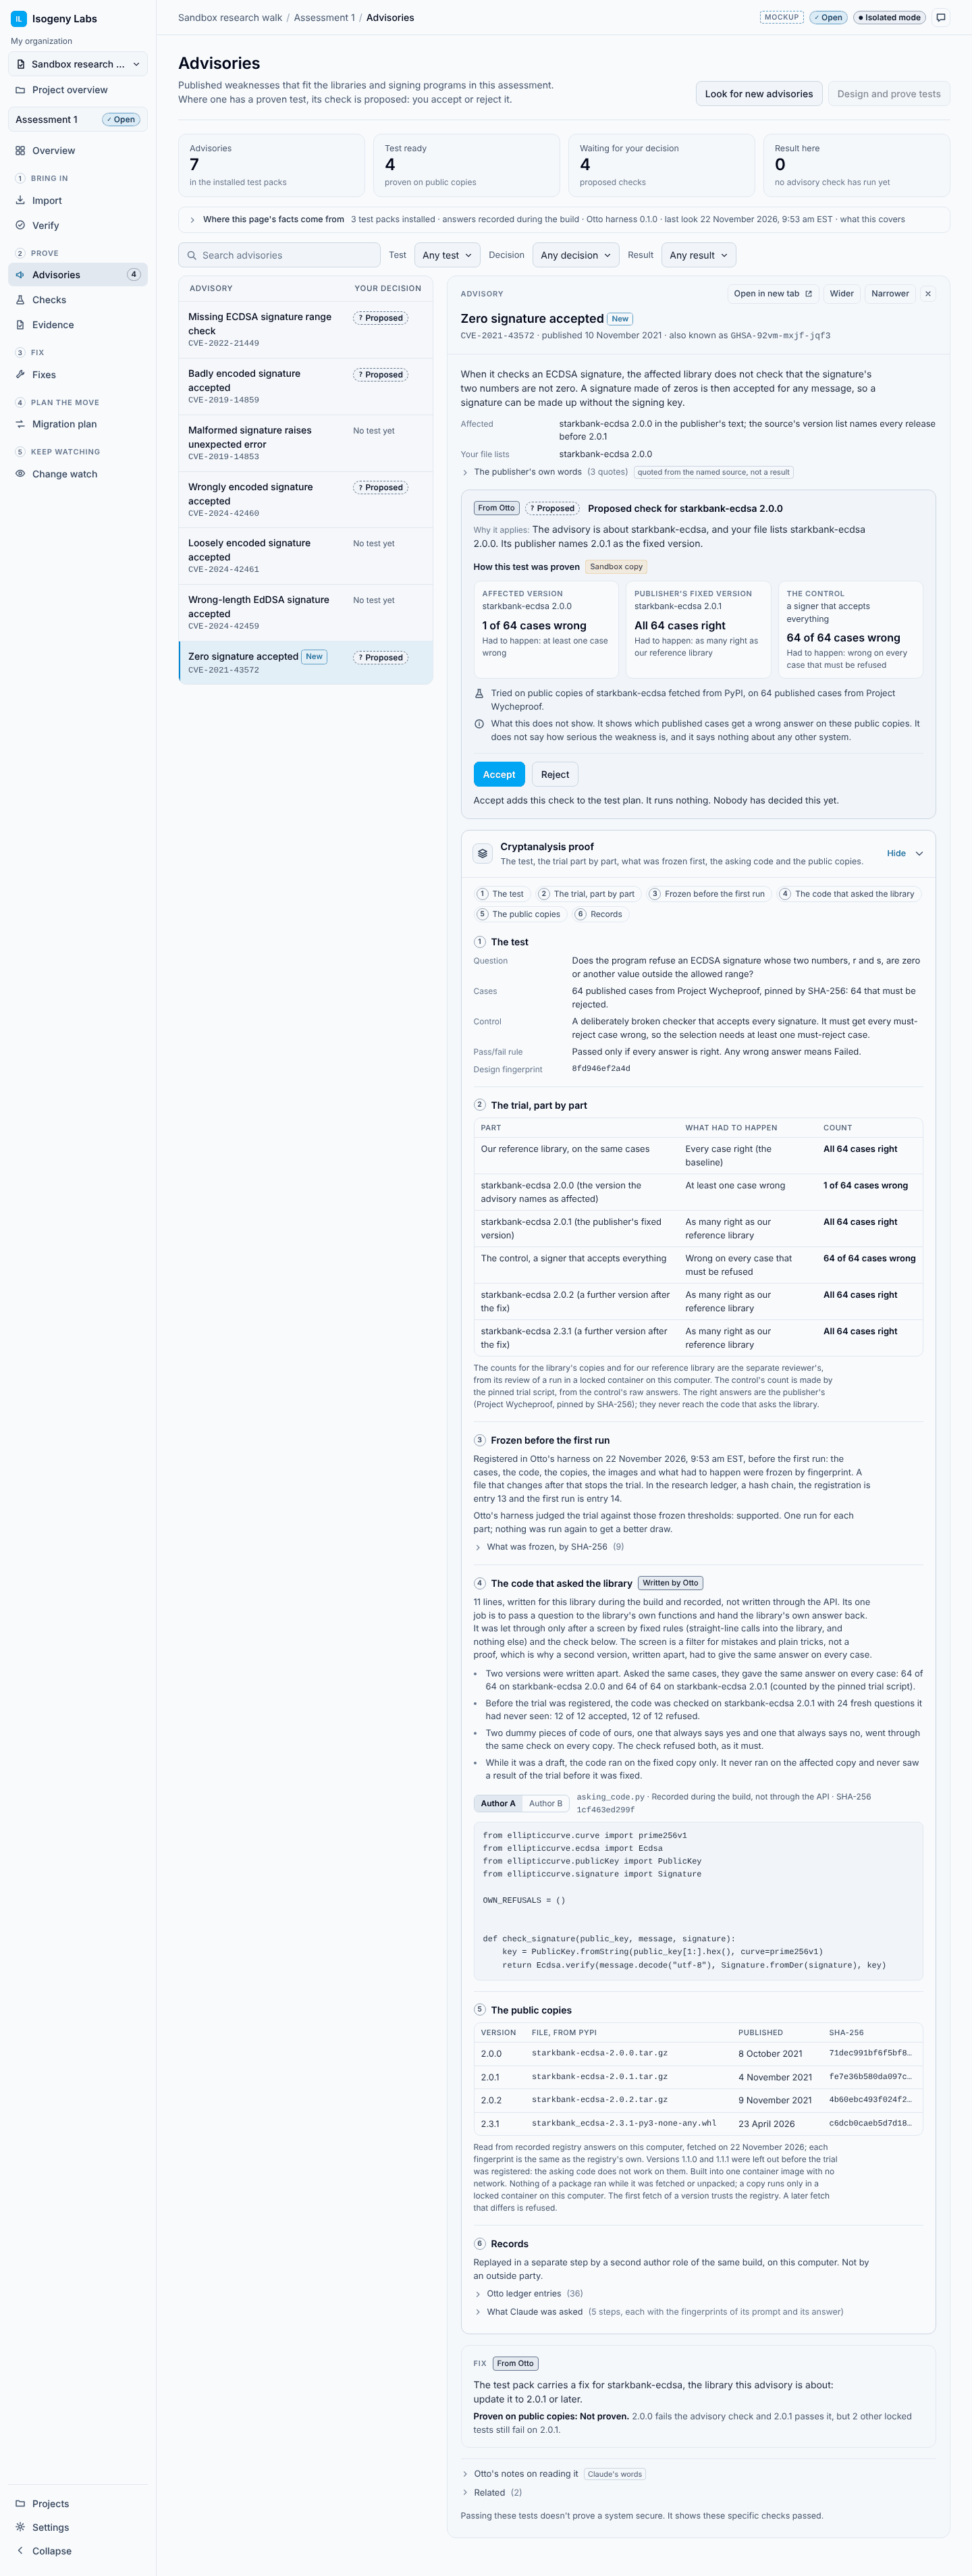 IL Isogeny Labs
My organization
Sandbox research ...
Project overview
Assessment 1 ✓ Open
Overview
1 BRING IN
Import
Verify
2 PROVE
Advisories 4
Checks
Evidence
3 FIX
Fixes
4 PLAN THE MOVE
Migration plan
5 KEEP WATCHING
Change watch
Projects
Settings
Collapse
Sandbox research walk / Assessment 1 / Advisories
MOCKUP ✓ Open ● Isolated mode
Advisories
Published weaknesses that fit the libraries and signing programs in this assessment.
Where one has a proven test, its check is proposed: you accept or reject it.
Look for new advisories Design and prove tests
Advisories
7
in the installed test packs
Test ready
4
proven on public copies
Waiting for your decision
4
proposed checks
Result here
0
no advisory check has run yet
Where this page's facts come from 3 test packs installed · answers recorded during the build · Otto harness 0.1.0 · last look 22 November 2026, 9:53 am EST · what this covers
Search advisories Test Any test Decision Any decision Result Any result
ADVISORY YOUR DECISION
Missing ECDSA signature range
check
CVE-2022-21449
? Proposed
Badly encoded signature
accepted
CVE-2019-14859
? Proposed
Malformed signature raises
unexpected error
CVE-2019-14853
No test yet
Wrongly encoded signature
accepted
CVE-2024-42460
? Proposed
Loosely encoded signature
accepted
CVE-2024-42461
No test yet
Wrong-length EdDSA signature
accepted
CVE-2024-42459
No test yet
Zero signature accepted New
CVE-2021-43572
? Proposed
ADVISORY Open in new tab Wider Narrower
Zero signature accepted New
CVE-2021-43572 · published 10 November 2021 · also known as GHSA-92vm-mxjf-jqf3
When it checks an ECDSA signature, the affected library does not check that the signature's
two numbers are not zero. A signature made of zeros is then accepted for any message, so a
signature can be made up without the signing key.
Affected starkbank-ecdsa 2.0.0 in the publisher's text; the source's version list names every release
before 2.0.1
Your file lists starkbank-ecdsa 2.0.0
The publisher's own words (3 quotes) quoted from the named source, not a result
From Otto ? Proposed Proposed check for starkbank-ecdsa 2.0.0
Why it applies: The advisory is about starkbank-ecdsa, and your file lists starkbank-ecdsa
2.0.0. Its publisher names 2.0.1 as the fixed version.
How this test was proven Sandbox copy
AFFECTED VERSION
starkbank-ecdsa 2.0.0
1 of 64 cases wrong
Had to happen: at least one case
wrong
PUBLISHER'S FIXED VERSION
starkbank-ecdsa 2.0.1
All 64 cases right
Had to happen: as many right as
our reference library
THE CONTROL
a signer that accepts
everything
64 of 64 cases wrong
Had to happen: wrong on every
case that must be refused
Tried on public copies of starkbank-ecdsa fetched from PyPI, on 64 published cases from Project
Wycheproof.
What this does not show. It shows which published cases get a wrong answer on these public copies. It
does not say how serious the weakness is, and it says nothing about any other system.
Accept Reject
Accept adds this check to the test plan. It runs nothing. Nobody has decided this yet.
Cryptanalysis proof
The test, the trial part by part, what was frozen first, the asking code and the public copies.
Hide
1 The test 2 The trial, part by part 3 Frozen before the first run 4 The code that asked the library
5 The public copies 6 Records
1 The test
Question Does the program refuse an ECDSA signature whose two numbers, r and s, are zero
or another value outside the allowed range?
Cases 64 published cases from Project Wycheproof, pinned by SHA-256: 64 that must be
rejected.
Control A deliberately broken checker that accepts every signature. It must get every must-
reject case wrong, so the selection needs at least one must-reject case.
Pass/fail rule Passed only if every answer is right. Any wrong answer means Failed.
Design fingerprint 8fd946ef2a4d
2 The trial, part by part
PART WHAT HAD TO HAPPEN COUNT
Our reference library, on the same cases Every case right (the
baseline) All 64 cases right
starkbank-ecdsa 2.0.0 (the version the
advisory names as affected) At least one case wrong 1 of 64 cases wrong
starkbank-ecdsa 2.0.1 (the publisher's fixed
version) As many right as our
reference library All 64 cases right
The control, a signer that accepts everything Wrong on every case that
must be refused 64 of 64 cases wrong
starkbank-ecdsa 2.0.2 (a further version after
the fix) As many right as our
reference library All 64 cases right
starkbank-ecdsa 2.3.1 (a further version after
the fix) As many right as our
reference library All 64 cases right
The counts for the library's copies and for our reference library are the separate reviewer's,
from its review of a run in a locked container on this computer. The control's count is made by
the pinned trial script, from the control's raw answers. The right answers are the publisher's
(Project Wycheproof, pinned by SHA-256); they never reach the code that asks the library.
3 Frozen before the first run
Registered in Otto's harness on 22 November 2026, 9:53 am EST, before the first run: the
cases, the code, the copies, the images and what had to happen were frozen by fingerprint. A
file that changes after that stops the trial. In the research ledger, a hash chain, the registration is
entry 13 and the first run is entry 14.
Otto's harness judged the trial against those frozen thresholds: supported. One run for each
part; nothing was run again to get a better draw.
What was frozen, by SHA-256 (9)
4 The code that asked the library Written by Otto
11 lines, written for this library during the build and recorded, not written through the API. Its one
job is to pass a question to the library's own functions and hand the library's own answer back.
It was let through only after a screen by fixed rules (straight-line calls into the library, and
nothing else) and the check below. The screen is a filter for mistakes and plain tricks, not a
proof, which is why a second version, written apart, had to give the same answer on every case.
• Two versions were written apart. Asked the same cases, they gave the same answer on every case: 64 of
64 on starkbank-ecdsa 2.0.0 and 64 of 64 on starkbank-ecdsa 2.0.1 (counted by the pinned trial script).
• Before the trial was registered, the code was checked on starkbank-ecdsa 2.0.1 with 24 fresh questions it
had never seen: 12 of 12 accepted, 12 of 12 refused.
• Two dummy pieces of code of ours, one that always says yes and one that always says no, went through
the same check on every copy. The check refused both, as it must.
• While it was a draft, the code ran on the fixed copy only. It never ran on the affected copy and never saw
a result of the trial before it was fixed.
Author A Author B asking_code.py · Recorded during the build, not through the API · SHA-256
1cf463ed299f
from ellipticcurve.curve import prime256v1
from ellipticcurve.ecdsa import Ecdsa
from ellipticcurve.publicKey import PublicKey
from ellipticcurve.signature import Signature
OWN_REFUSALS = ()
def check_signature(public_key, message, signature):
    key = PublicKey.fromString(public_key[1:].hex(), curve=prime256v1)
    return Ecdsa.verify(message.decode("utf-8"), Signature.fromDer(signature), key)
5 The public copies
VERSION FILE, FROM PYPI PUBLISHED SHA-256
2.0.0 starkbank-ecdsa-2.0.0.tar.gz 8 October 2021 71dec991bf6f5bf8…
2.0.1 starkbank-ecdsa-2.0.1.tar.gz 4 November 2021 fe7e36b580da097c…
2.0.2 starkbank-ecdsa-2.0.2.tar.gz 9 November 2021 4b60ebc493f024f2…
2.3.1 starkbank_ecdsa-2.3.1-py3-none-any.whl 23 April 2026 c6dcb0caeb5d7d18…
Read from recorded registry answers on this computer, fetched on 22 November 2026; each
fingerprint is the same as the registry's own. Versions 1.1.0 and 1.1.1 were left out before the trial
was registered: the asking code does not work on them. Built into one container image with no
network. Nothing of a package ran while it was fetched or unpacked; a copy runs only in a
locked container on this computer. The first fetch of a version trusts the registry. A later fetch
that differs is refused.
6 Records
Replayed in a separate step by a second author role of the same build, on this computer. Not by
an outside party.
Otto ledger entries (36)
What Claude was asked (5 steps, each with the fingerprints of its prompt and its answer)
FIX From Otto
The test pack carries a fix for starkbank-ecdsa, the library this advisory is about:
update it to 2.0.1 or later.
Proven on public copies: Not proven. 2.0.0 fails the advisory check and 2.0.1 passes it, but 2 other locked
tests still fail on 2.0.1.
Otto's notes on reading it Claude's words
Related (2)
Passing these tests doesn't prove a system secure. It shows these specific checks passed.